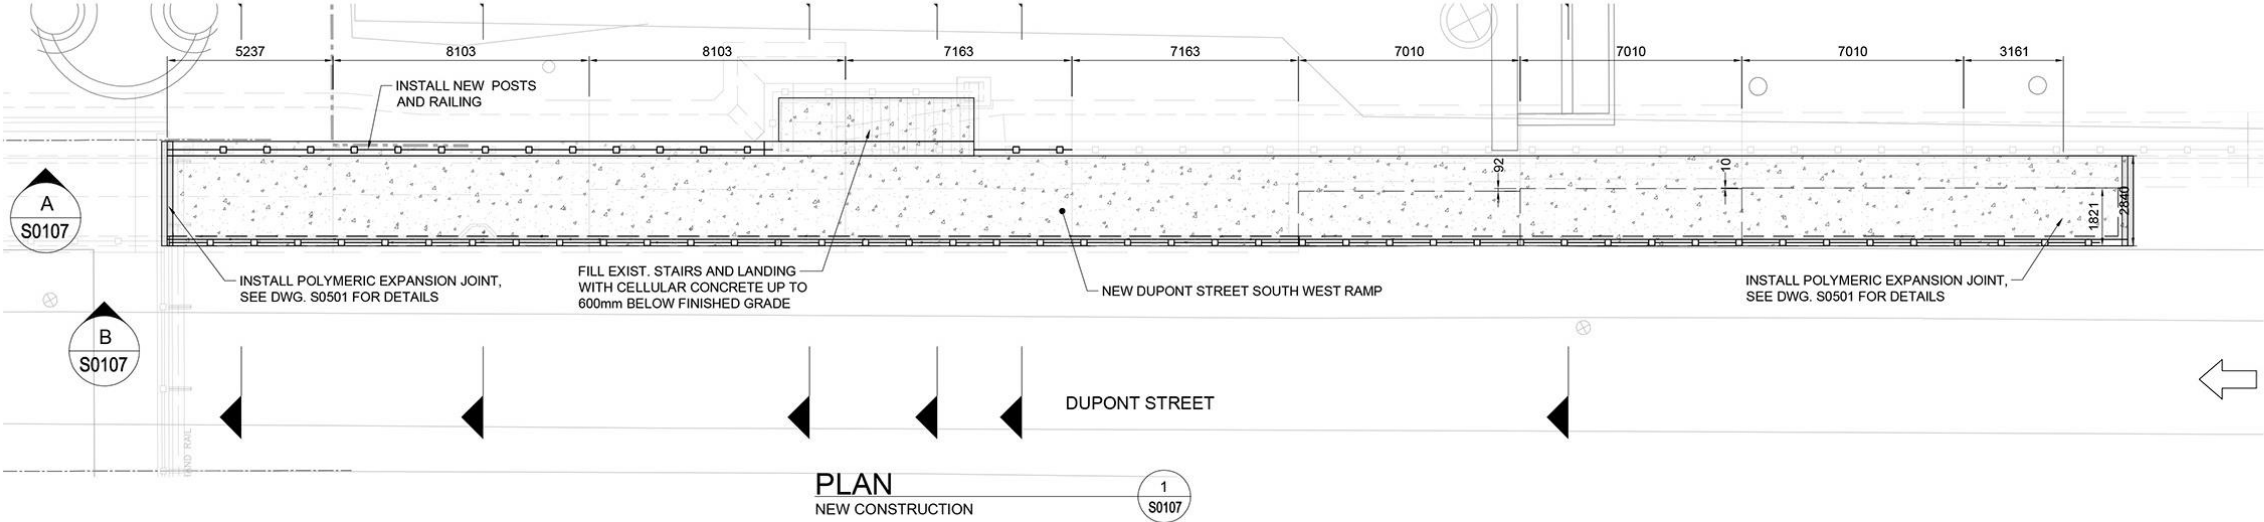 5237
8103
8103
7163
7163
7010
7010
7010
3161
INSTALL NEW POSTS
AND RAILING
92
10
1821
2840
A
S0107
B
S0107
INSTALL POLYMERIC EXPANSION JOINT,
SEE DWG. S0501 FOR DETAILS
FILL EXIST. STAIRS AND LANDING
WITH CELLULAR CONCRETE UP TO
600mm BELOW FINISHED GRADE
NEW DUPONT STREET SOUTH WEST RAMP
INSTALL POLYMERIC EXPANSION JOINT,
SEE DWG. S0501 FOR DETAILS
DUPONT STREET
HAND RAIL
PLAN
NEW CONSTRUCTION
1
S0107